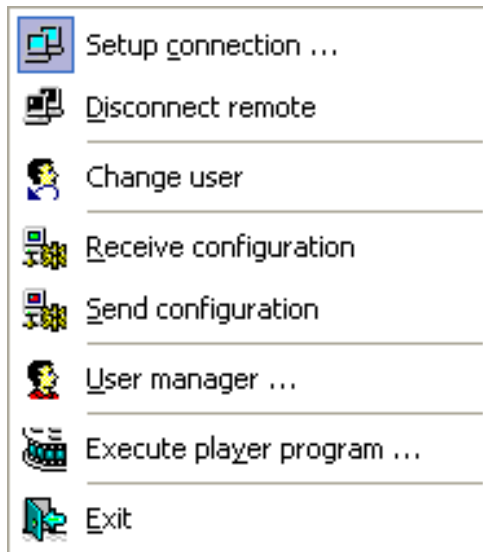 Setup connection ...
Disconnect remote
Change user
Receive configuration
Send configuration
User manager ...
Execute player program ...
Exit